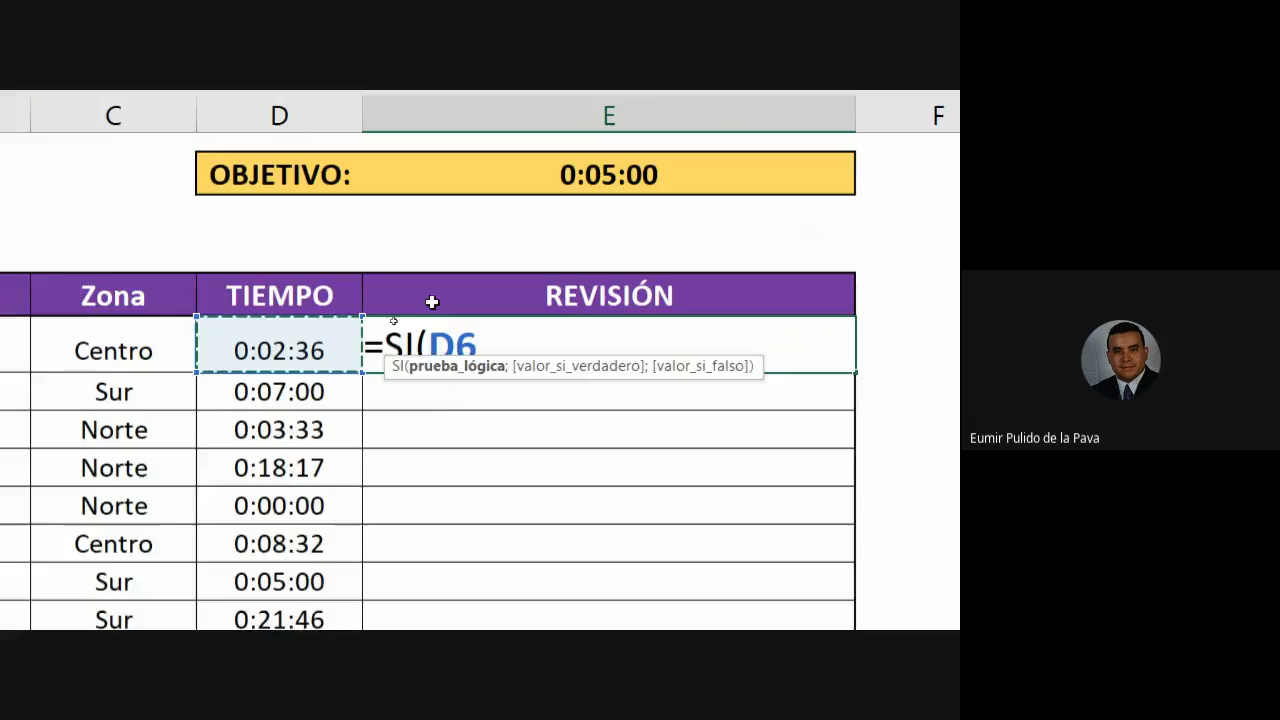 C D E F
OBJETIVO: 0:05:00
Zona TIEMPO REVISIÓN
Centro 0:02:36 =SI(D6
SI(prueba_lógica; [valor_si_verdadero]; [valor_si_falso])
Sur 0:07:00
Norte 0:03:33
Norte 0:18:17
Norte 0:00:00
Centro 0:08:32
Sur 0:05:00
Sur 0:21:46
Eumir Pulido de la Pava